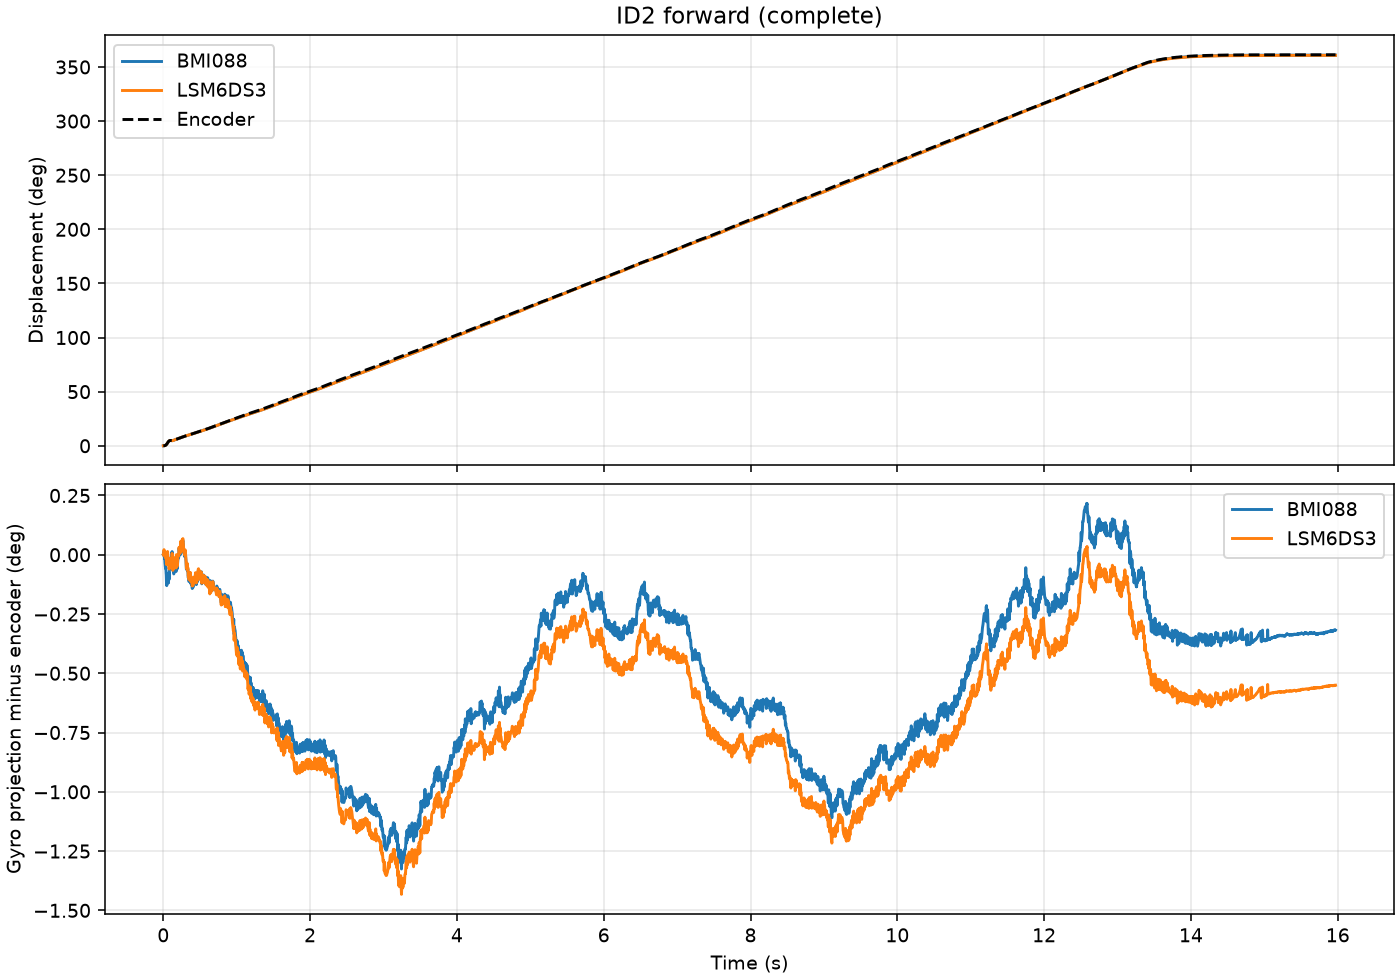 ID2 forward (complete)
BMI088
LSM6DS3
Encoder
Displacement (deg)
350
300
250
200
150
100
50
0
BMI088
LSM6DS3
Gyro projection minus encoder (deg)
0.25
0.00
−0.25
−0.50
−0.75
−1.00
−1.25
−1.50
0 2 4 6 8 10 12 14 16
Time (s)